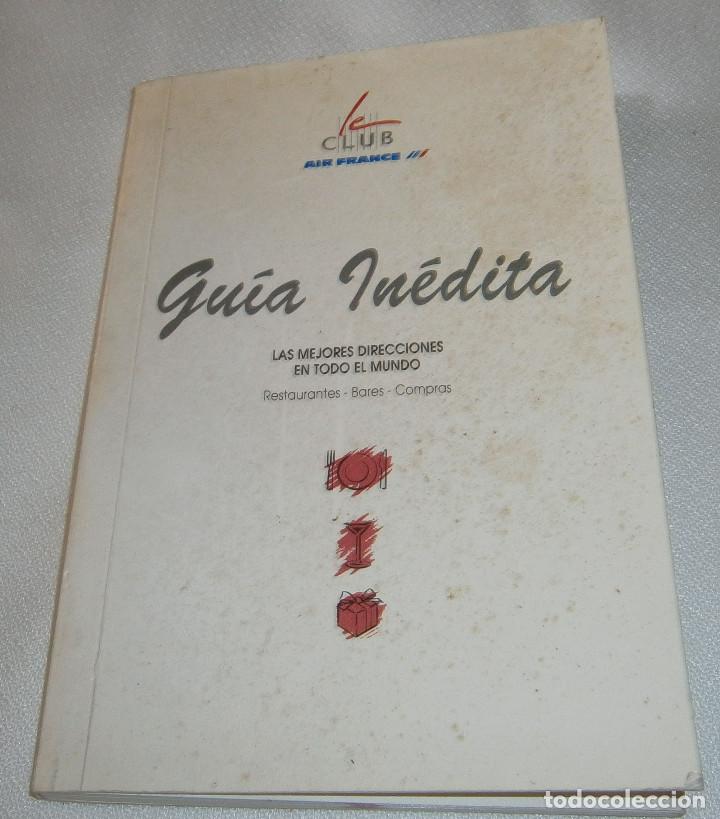 le
CLUB
AIR FRANCE
Guía Inédita
LAS MEJORES DIRECCIONES
EN TODO EL MUNDO
Restaurantes - Bares - Compras
todocoleccion